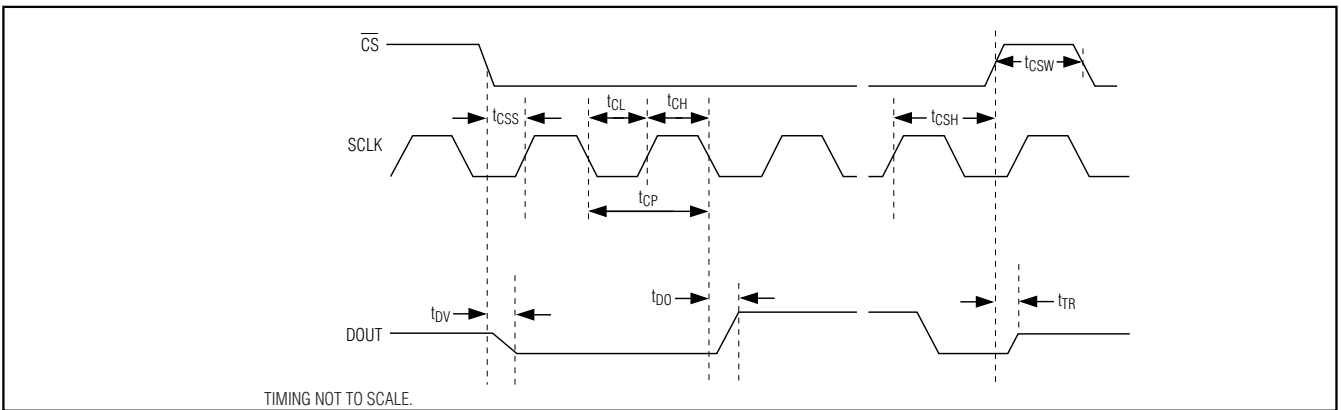 CS
tCSW
tCSS
tCL
tCH
tCSH
SCLK
tCP
tDV
tDO
tTR
DOUT
TIMING NOT TO SCALE.